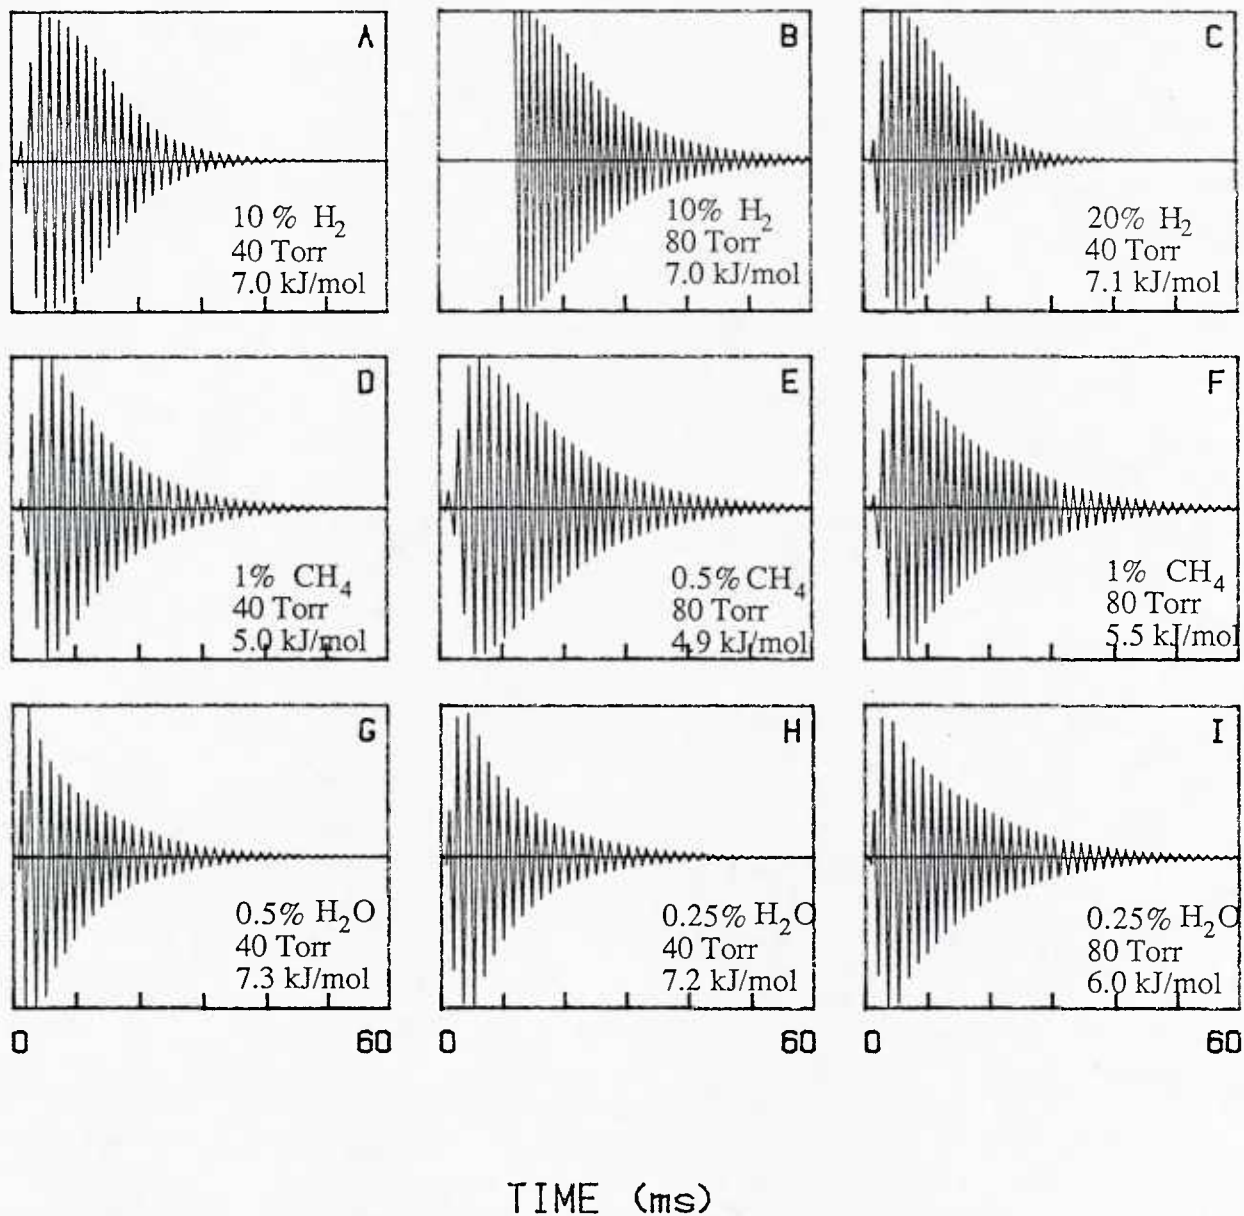 A
10 % H₂
40 Torr
7.0 kJ/mol
B
10% H₂
80 Torr
7.0 kJ/mol
C
20% H₂
40 Torr
7.1 kJ/mol
D
1% CH₄
40 Torr
5.0 kJ/mol
E
0.5% CH₄
80 Torr
4.9 kJ/mol
F
1% CH₄
80 Torr
5.5 kJ/mol
G
0.5% H₂O
40 Torr
7.3 kJ/mol
H
0.25% H₂O
40 Torr
7.2 kJ/mol
I
0.25% H₂O
80 Torr
6.0 kJ/mol
0 60 0 60 0 60
TIME (ms)